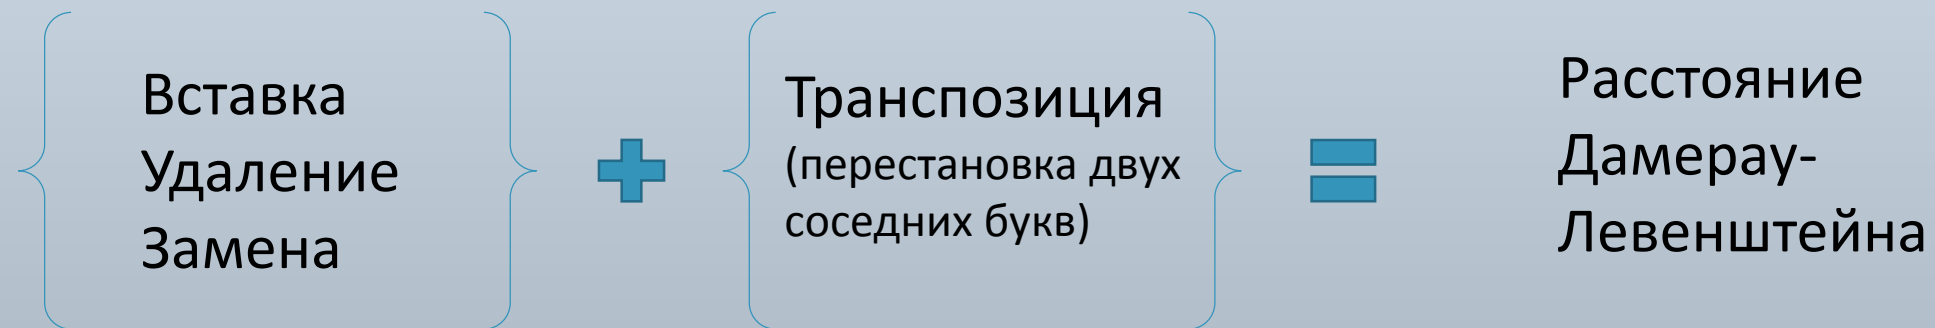 Вставка
Удаление
Замена
Транспозиция
(перестановка двух
соседних букв)
Расстояние
Дамерау-
Левенштейна